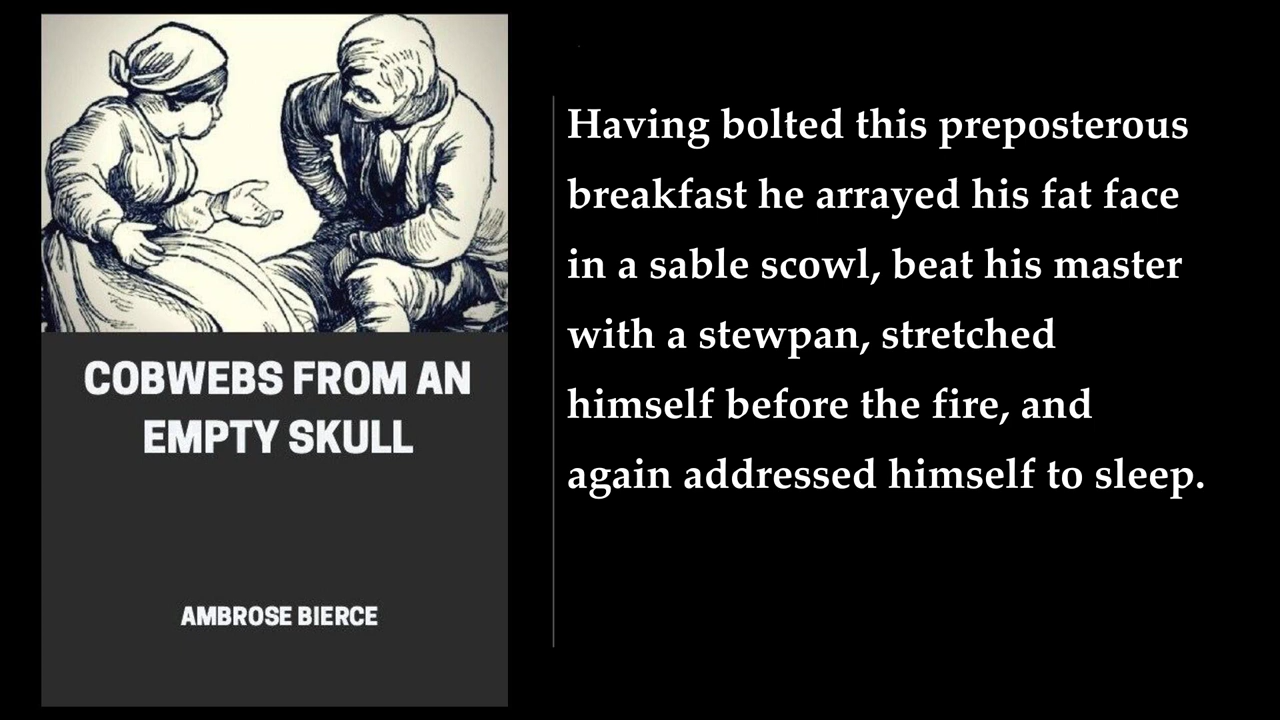 COBWEBS FROM AN
EMPTY SKULL
AMBROSE BIERCE
Having bolted this preposterous
breakfast he arrayed his fat face
in a sable scowl, beat his master
with a stewpan, stretched
himself before the fire, and
again addressed himself to sleep.